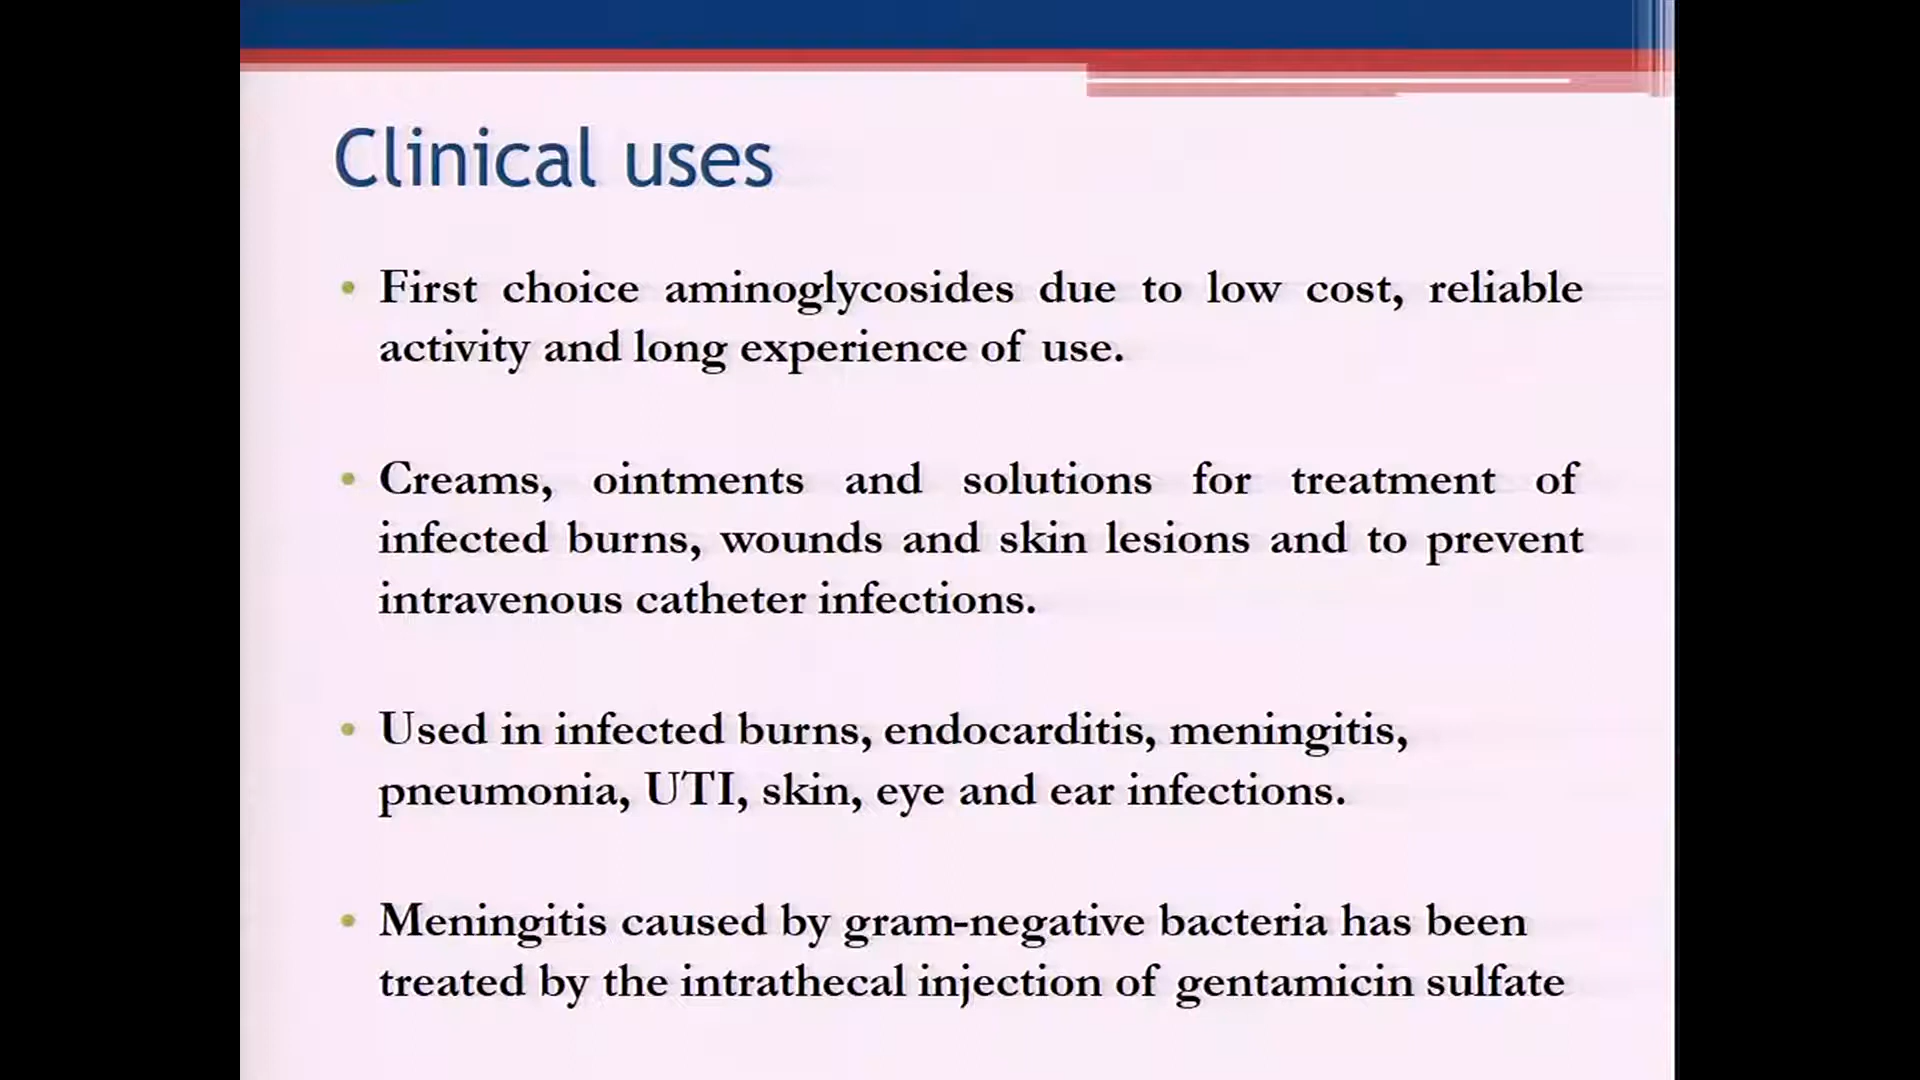 Clinical uses
• First choice aminoglycosides due to low cost, reliable
activity and long experience of use.
• Creams, ointments and solutions for treatment of
infected burns, wounds and skin lesions and to prevent
intravenous catheter infections.
• Used in infected burns, endocarditis, meningitis,
pneumonia, UTI, skin, eye and ear infections.
• Meningitis caused by gram-negative bacteria has been
treated by the intrathecal injection of gentamicin sulfate